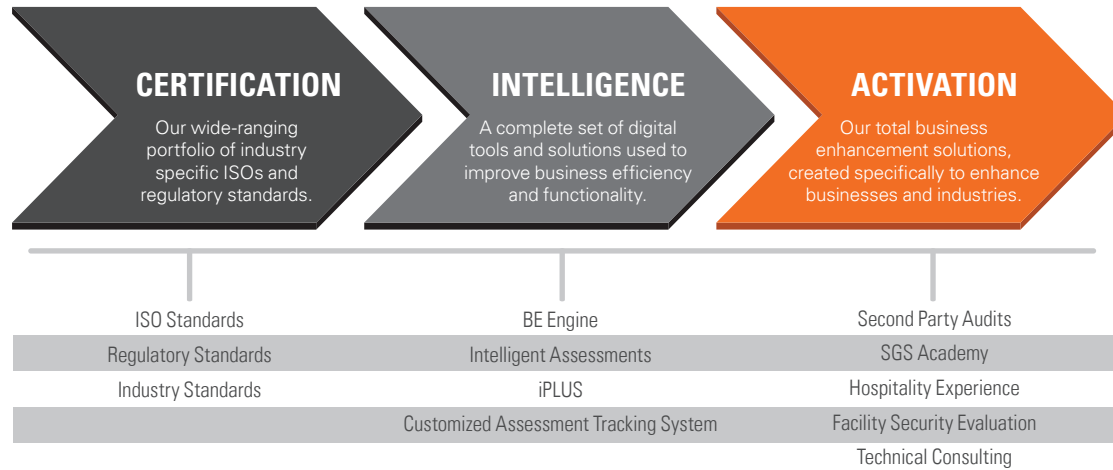 CERTIFICATION
Our wide-ranging
portfolio of industry
specific ISOs and
regulatory standards.
INTELLIGENCE
A complete set of digital
tools and solutions used to
improve business efficiency
and functionality.
ACTIVATION
Our total business
enhancement solutions,
created specifically to enhance
businesses and industries.
ISO Standards
Regulatory Standards
Industry Standards
BE Engine
Intelligent Assessments
iPLUS
Customized Assessment Tracking System
Second Party Audits
SGS Academy
Hospitality Experience
Facility Security Evaluation
Technical Consulting